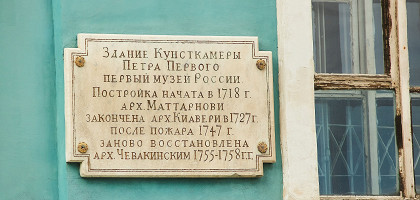 Здание Кунсткамеры
Петра Первого
первый музей России
Постройка начата в 1718 г.
арх. Маттарнови
закончена арх. Киавери в 1727 г.
после пожара 1747 г.
заново восстановлена
арх. Чевакинским 1755-1758 гг.